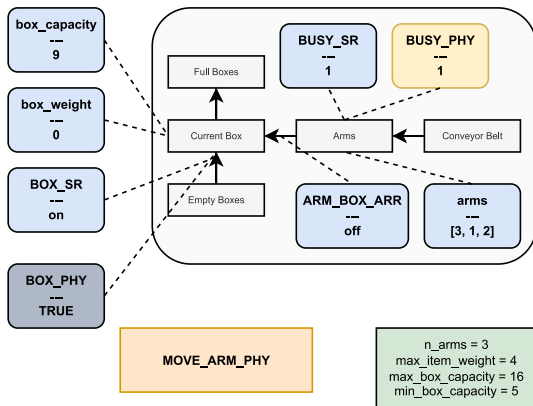 box_capacity
---
9
box_weight
---
0
BOX_SR
---
on
BOX_PHY
---
TRUE
BUSY_SR
---
1
BUSY_PHY
---
1
Full Boxes
Current Box
Arms
Conveyor Belt
Empty Boxes
ARM_BOX_ARR
---
off
arms
---
[3, 1, 2]
MOVE_ARM_PHY
n_arms = 3
max_item_weight = 4
max_box_capacity = 16
min_box_capacity = 5